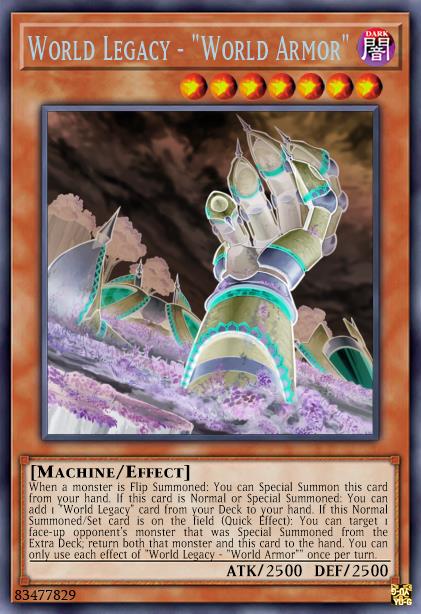 World Legacy - "World Armor"
DARK
闇
[Machine/Effect]
When a monster is Flip Summoned: You can Special Summon this card
from your hand. If this card is Normal or Special Summoned: You can
add 1 "World Legacy" card from your Deck to your hand. If this Normal
Summoned/Set card is on the field (Quick Effect): You can target 1
face-up opponent's monster that was Special Summoned from the
Extra Deck; return both that monster and this card to the hand. You can
only use each effect of "World Legacy - "World Armor"" once per turn.
ATK/2500 DEF/2500
83477829